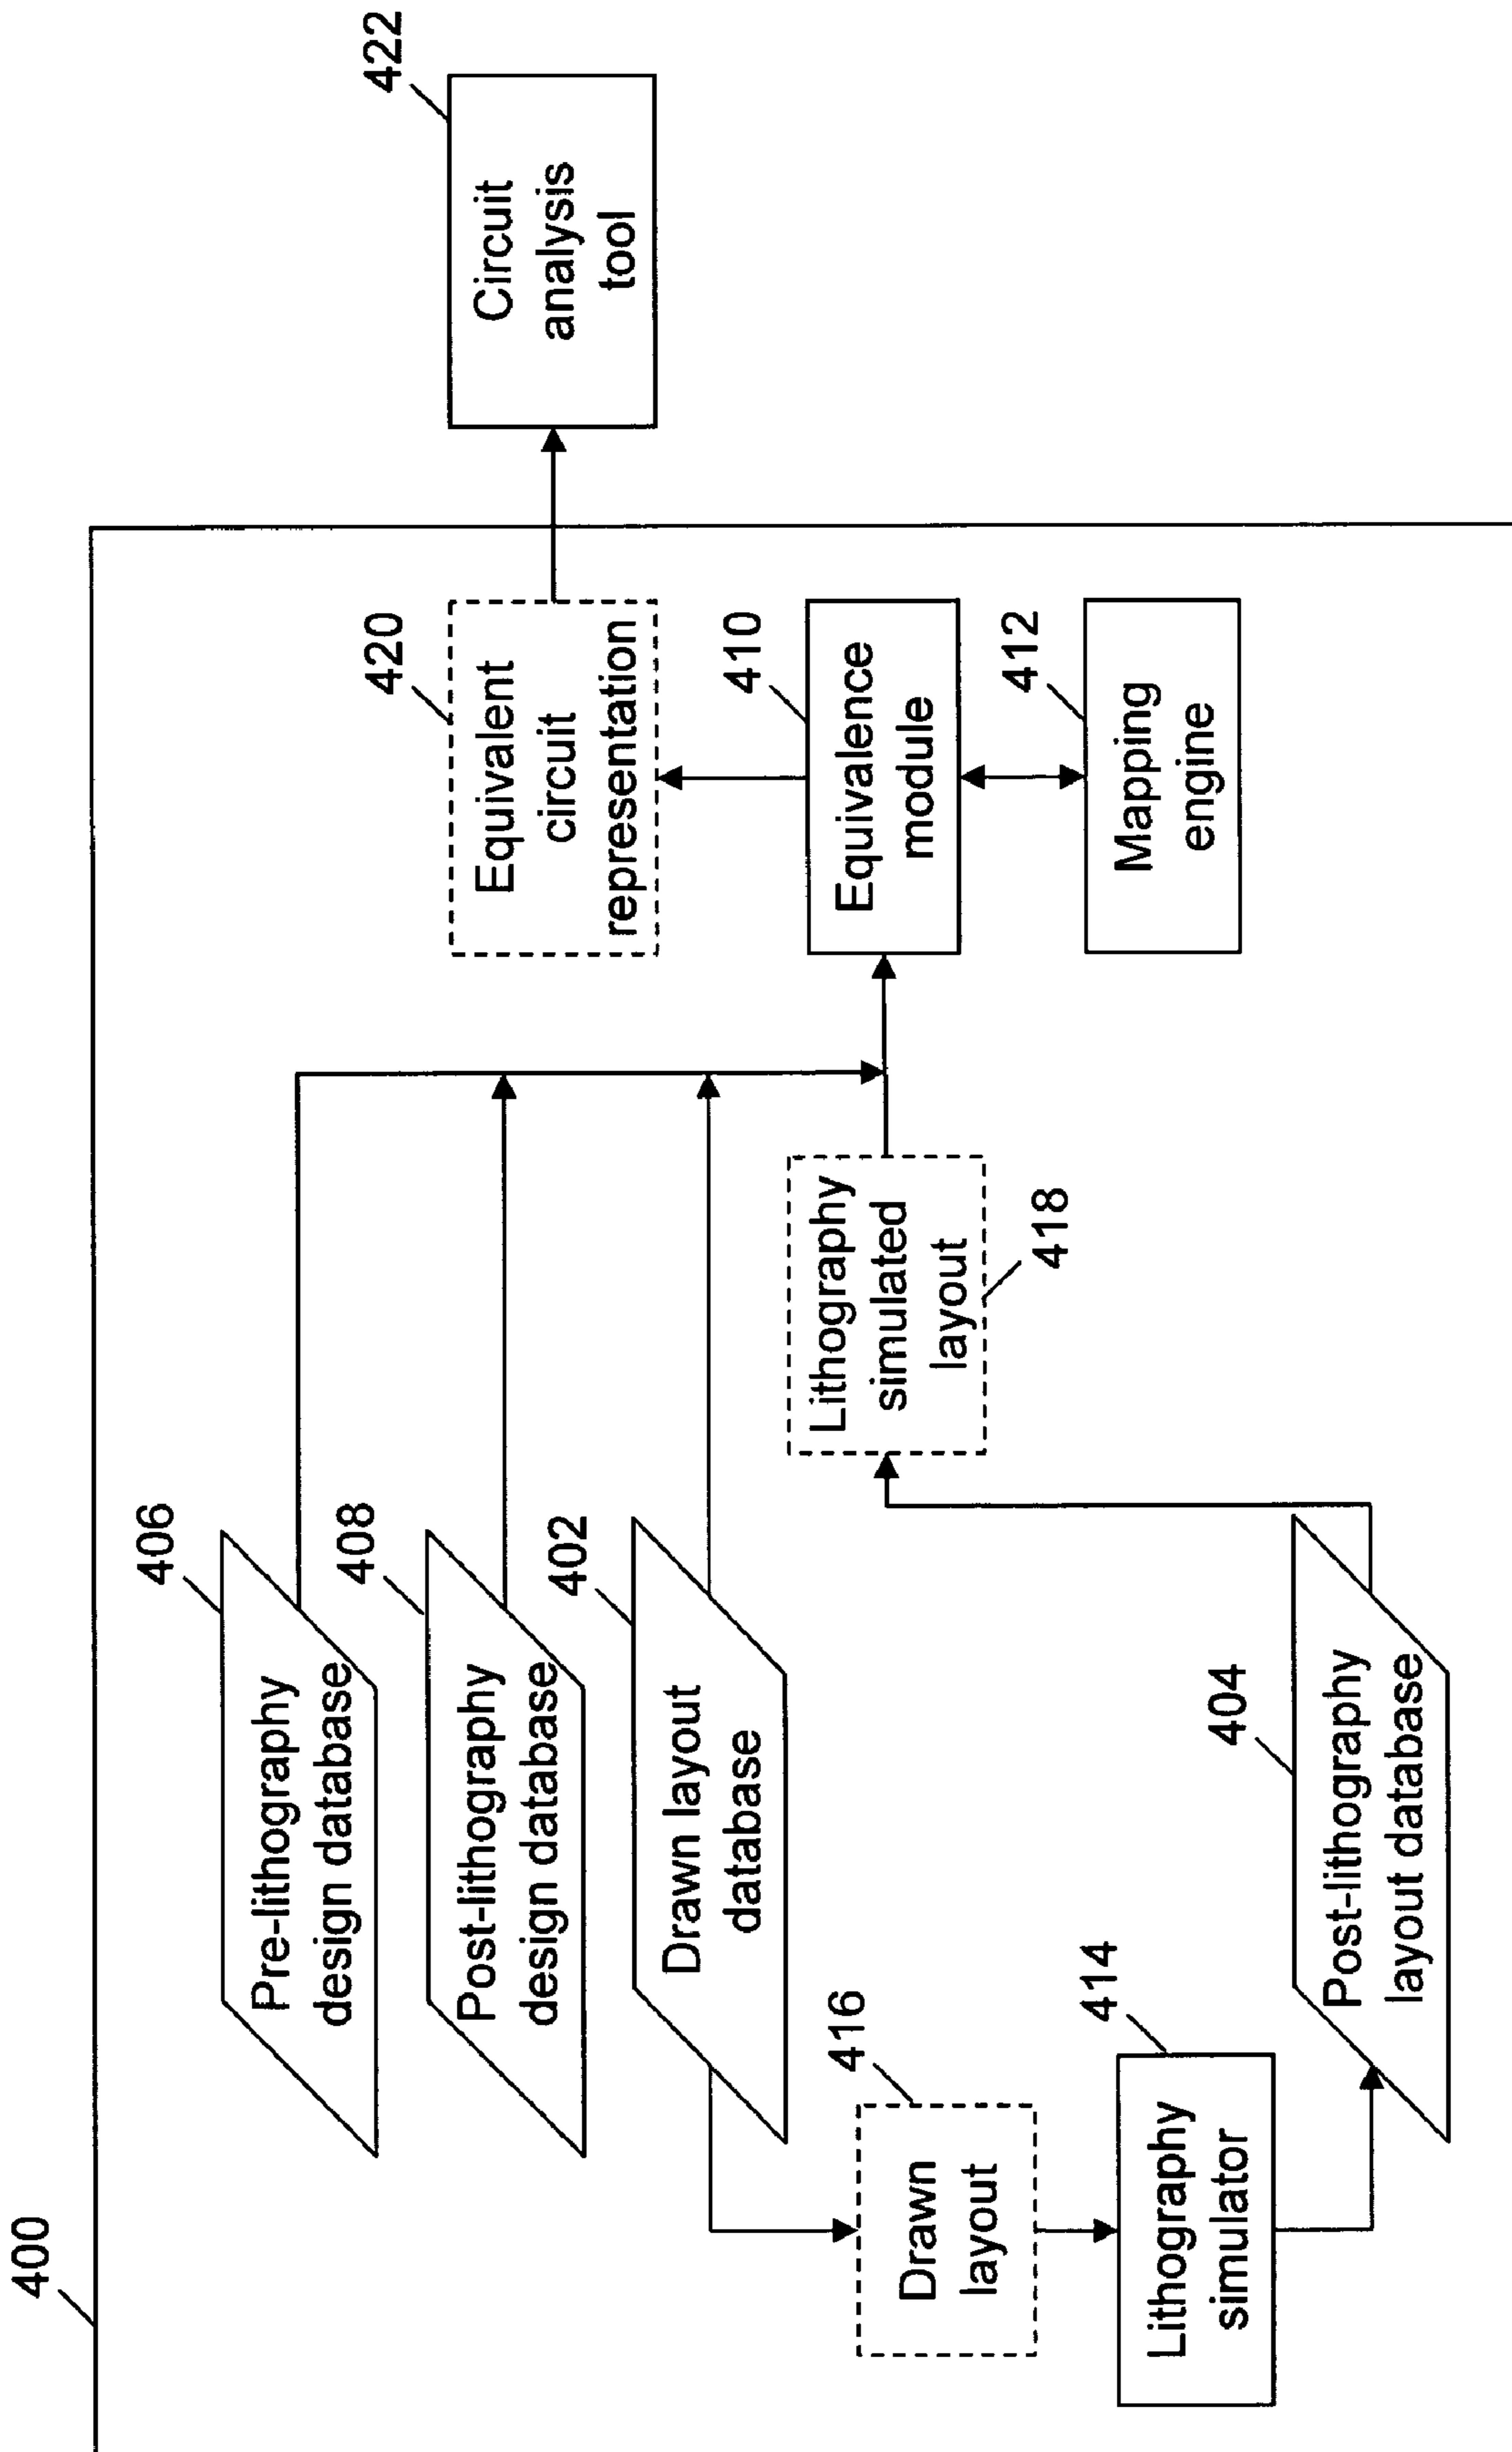 400
406
Pre-lithography
design database
408
Post-lithography
design database
402
Drawn layout
database
416
Drawn
layout
414
Lithography
simulator
404
Post-lithography
layout database
Lithography
simulated
layout
418
420
Equivalent
circuit
representation
410
Equivalence
module
412
Mapping
engine
422
Circuit
analysis
tool